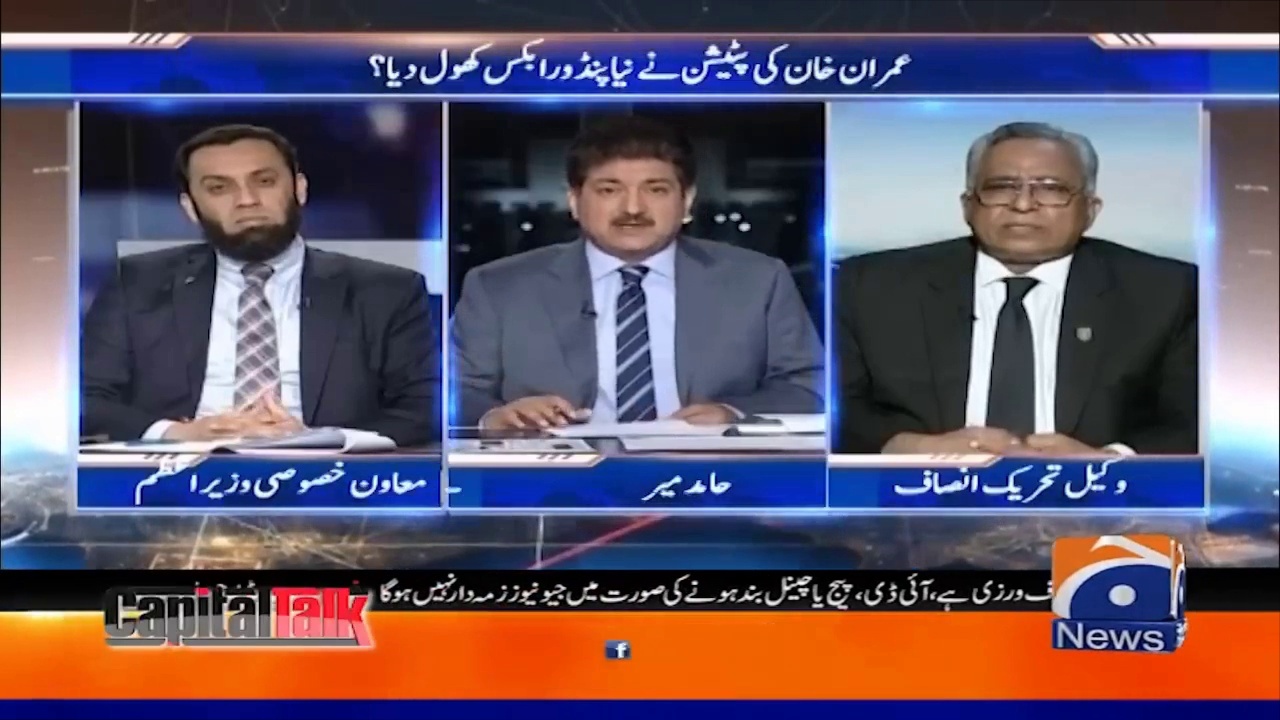 عمران خان کی پٹیشن نے نیا پنڈورا بکس کھول دیا؟
معاون خصوصی وزیر اعظم
حامد میر
وکیل تحریک انصاف
ف ورزی ہے، آئی ڈی، پیج یا چینل بند ہونے کی صورت میں جیو نیوز زمہ دار نہیں ہوگا
Capital Talk
News
f